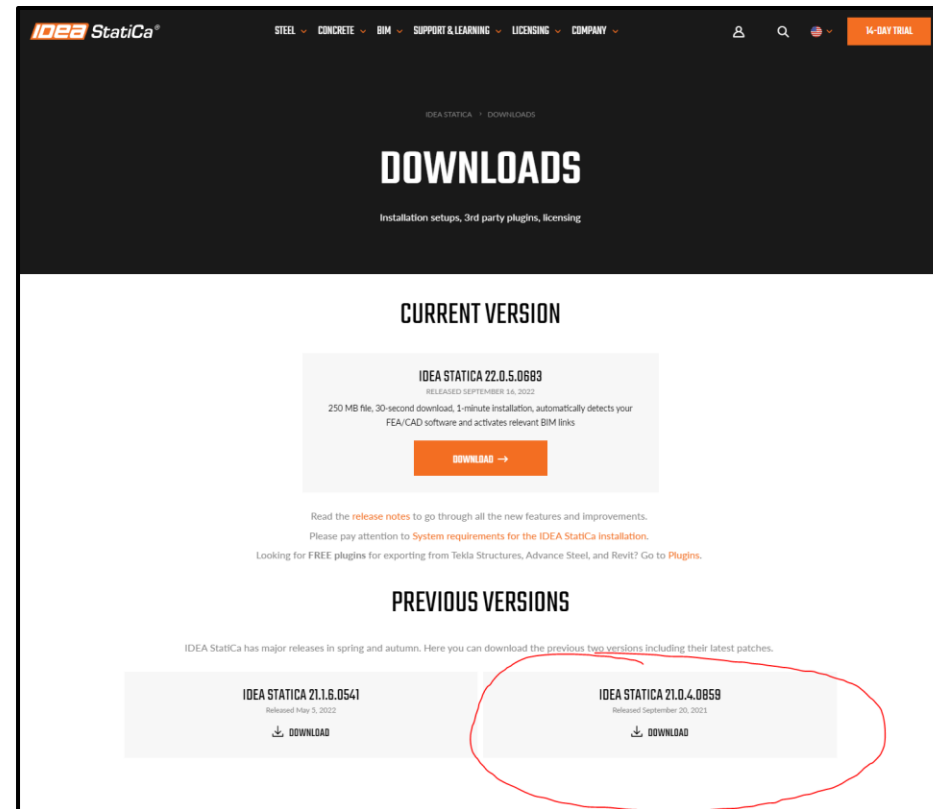 IDEA StatiCa®
STEEL CONCRETE BIM SUPPORT & LEARNING LICENSING COMPANY 14-DAY TRIAL
IDEA STATICA › DOWNLOADS
DOWNLOADS
Installation setups, 3rd party plugins, licensing
CURRENT VERSION
IDEA STATICA 22.0.5.0683
RELEASED SEPTEMBER 16, 2022
250 MB file, 30-second download, 1-minute installation, automatically detects your
FEA/CAD software and activates relevant BIM links
DOWNLOAD →
Read the release notes to go through all the new features and improvements.
Please pay attention to System requirements for the IDEA StatiCa installation.
Looking for FREE plugins for exporting from Tekla Structures, Advance Steel, and Revit? Go to Plugins.
PREVIOUS VERSIONS
IDEA StatiCa has major releases in spring and autumn. Here you can download the previous two versions including their latest patches.
IDEA STATICA 21.1.6.0541
Released May 5, 2022
DOWNLOAD
IDEA STATICA 21.0.4.0859
Released September 20, 2021
DOWNLOAD